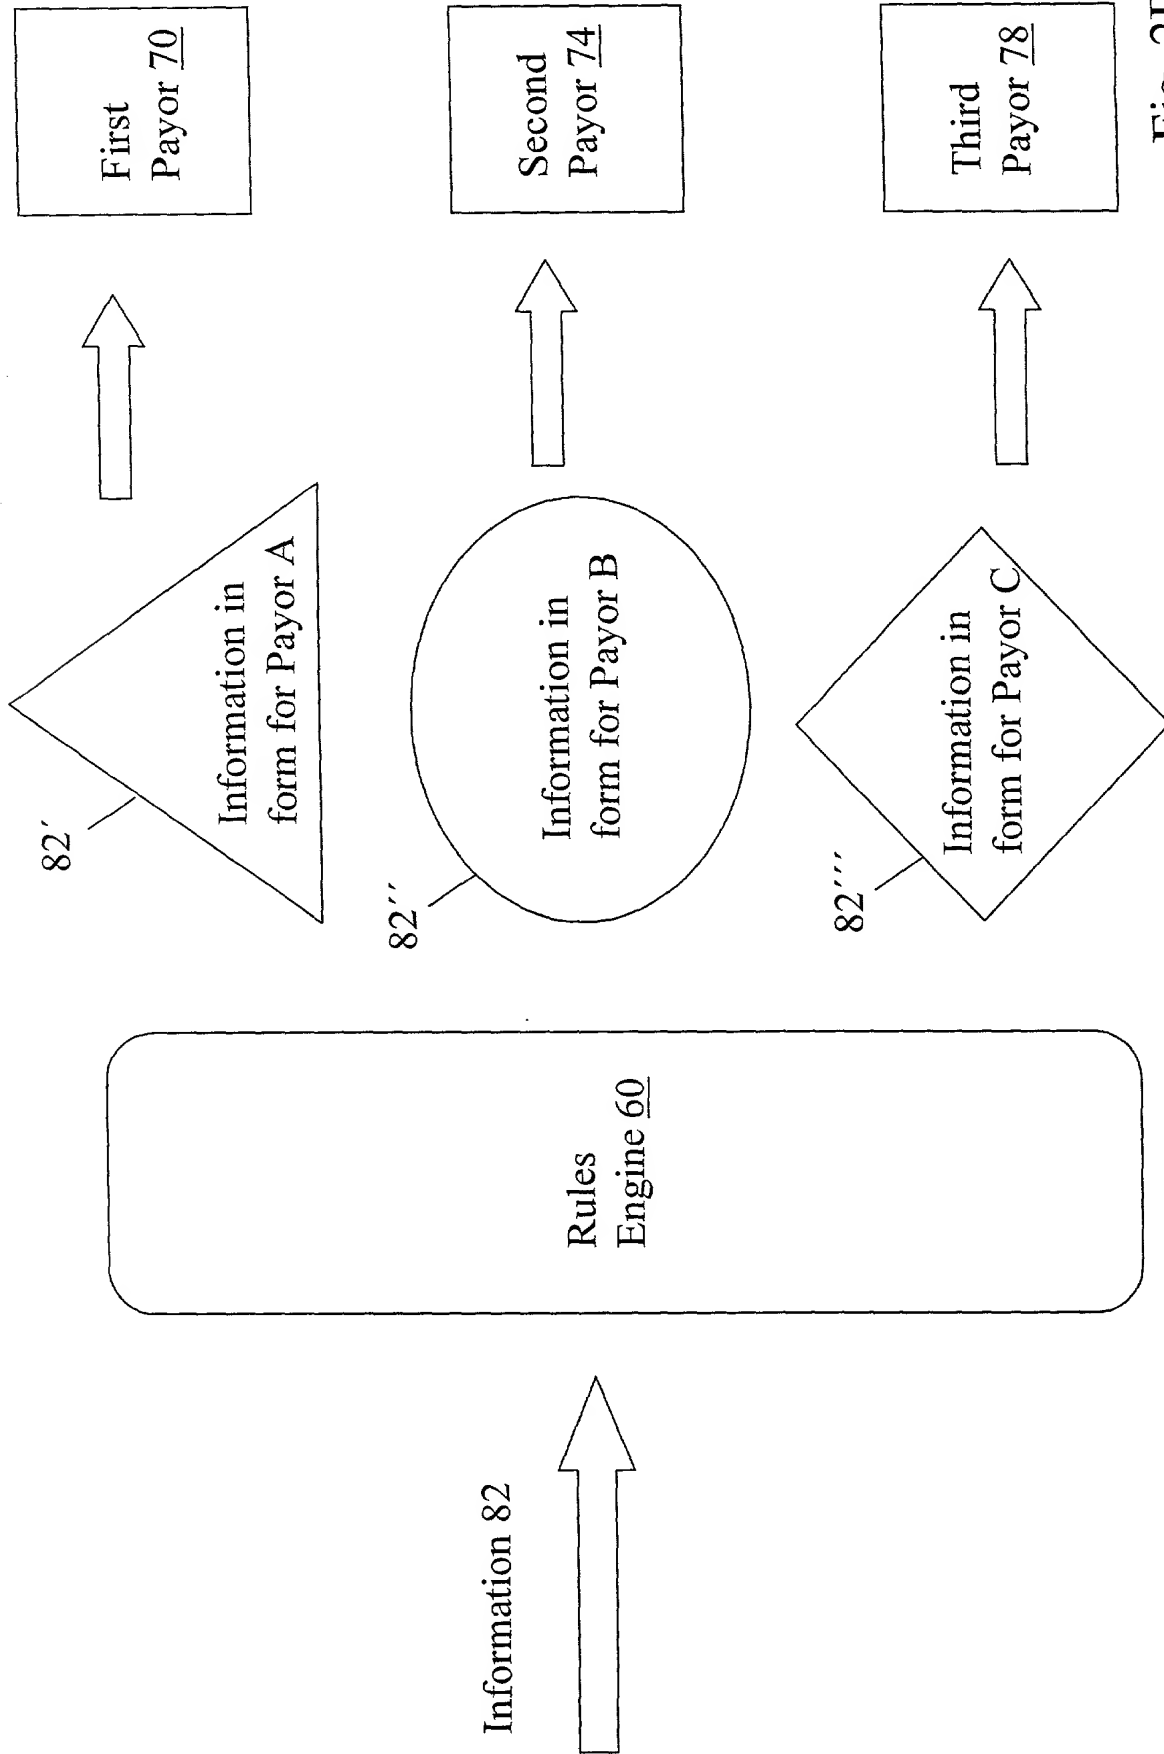 Information 82
Rules
Engine 60
82′
Information in
form for Payor A
82′′
Information in
form for Payor B
82′′′
Information in
form for Payor C
First
Payor 70
Second
Payor 74
Third
Payor 78